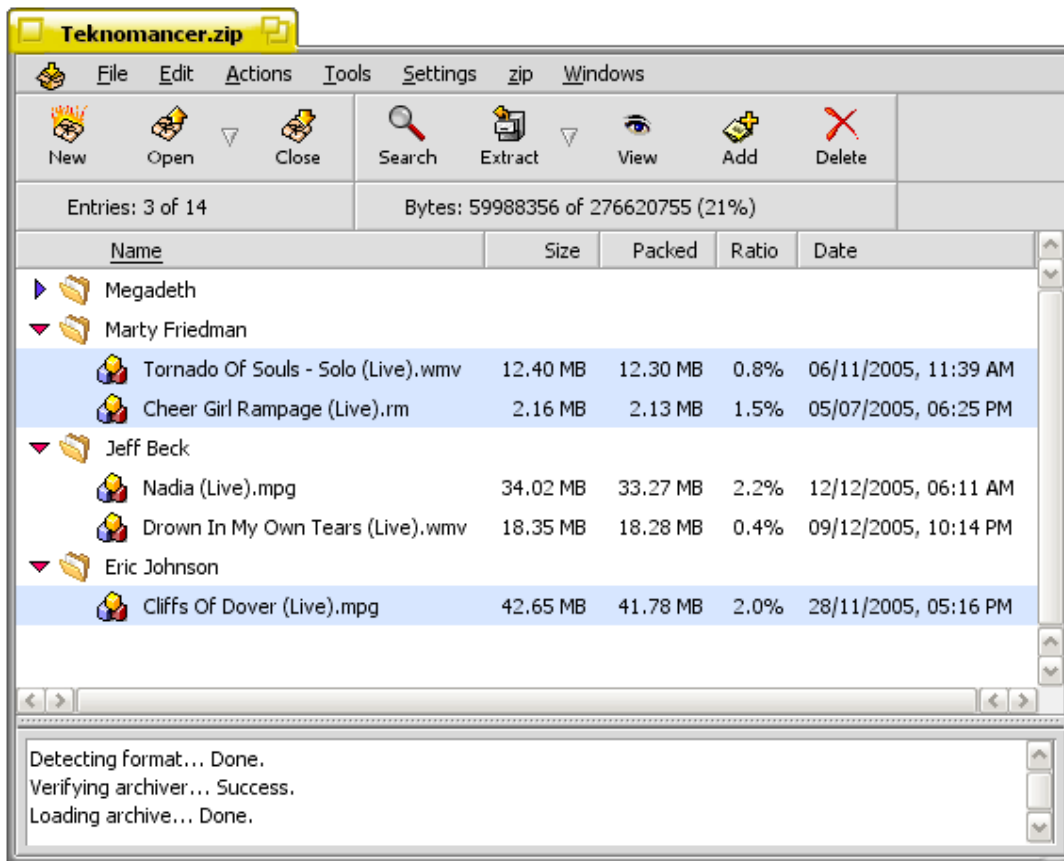 Teknomancer.zip
File Edit Actions Tools Settings zip Windows
New Open Close Search Extract View Add Delete
Entries: 3 of 14 Bytes: 59988356 of 276620755 (21%)
Name Size Packed Ratio Date
Megadeth
Marty Friedman
Tornado Of Souls - Solo (Live).wmv 12.40 MB 12.30 MB 0.8% 06/11/2005, 11:39 AM
Cheer Girl Rampage (Live).rm 2.16 MB 2.13 MB 1.5% 05/07/2005, 06:25 PM
Jeff Beck
Nadia (Live).mpg 34.02 MB 33.27 MB 2.2% 12/12/2005, 06:11 AM
Drown In My Own Tears (Live).wmv 18.35 MB 18.28 MB 0.4% 09/12/2005, 10:14 PM
Eric Johnson
Cliffs Of Dover (Live).mpg 42.65 MB 41.78 MB 2.0% 28/11/2005, 05:16 PM
Detecting format... Done.
Verifying archiver... Success.
Loading archive... Done.